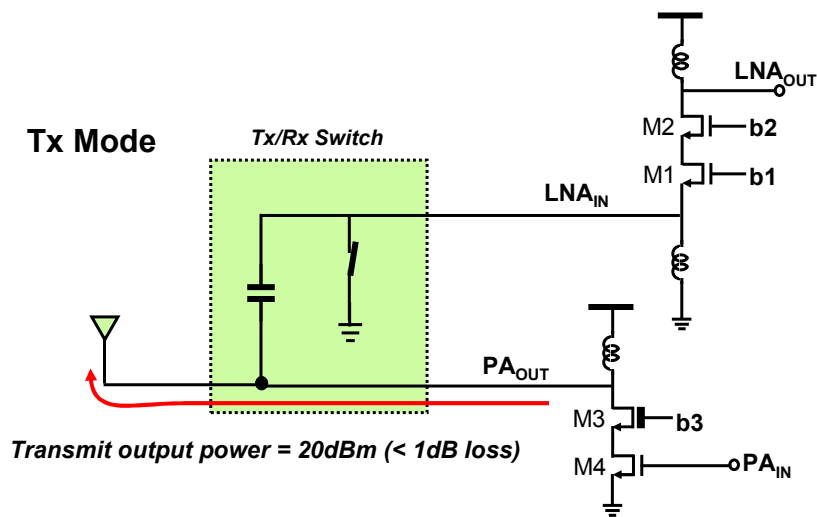 LNA_OUT
Tx/Rx Switch
M2
b2
Tx Mode
M1
b1
LNA_IN
PA_OUT
M3
b3
Transmit output power = 20dBm (< 1dB loss)
M4
PA_IN